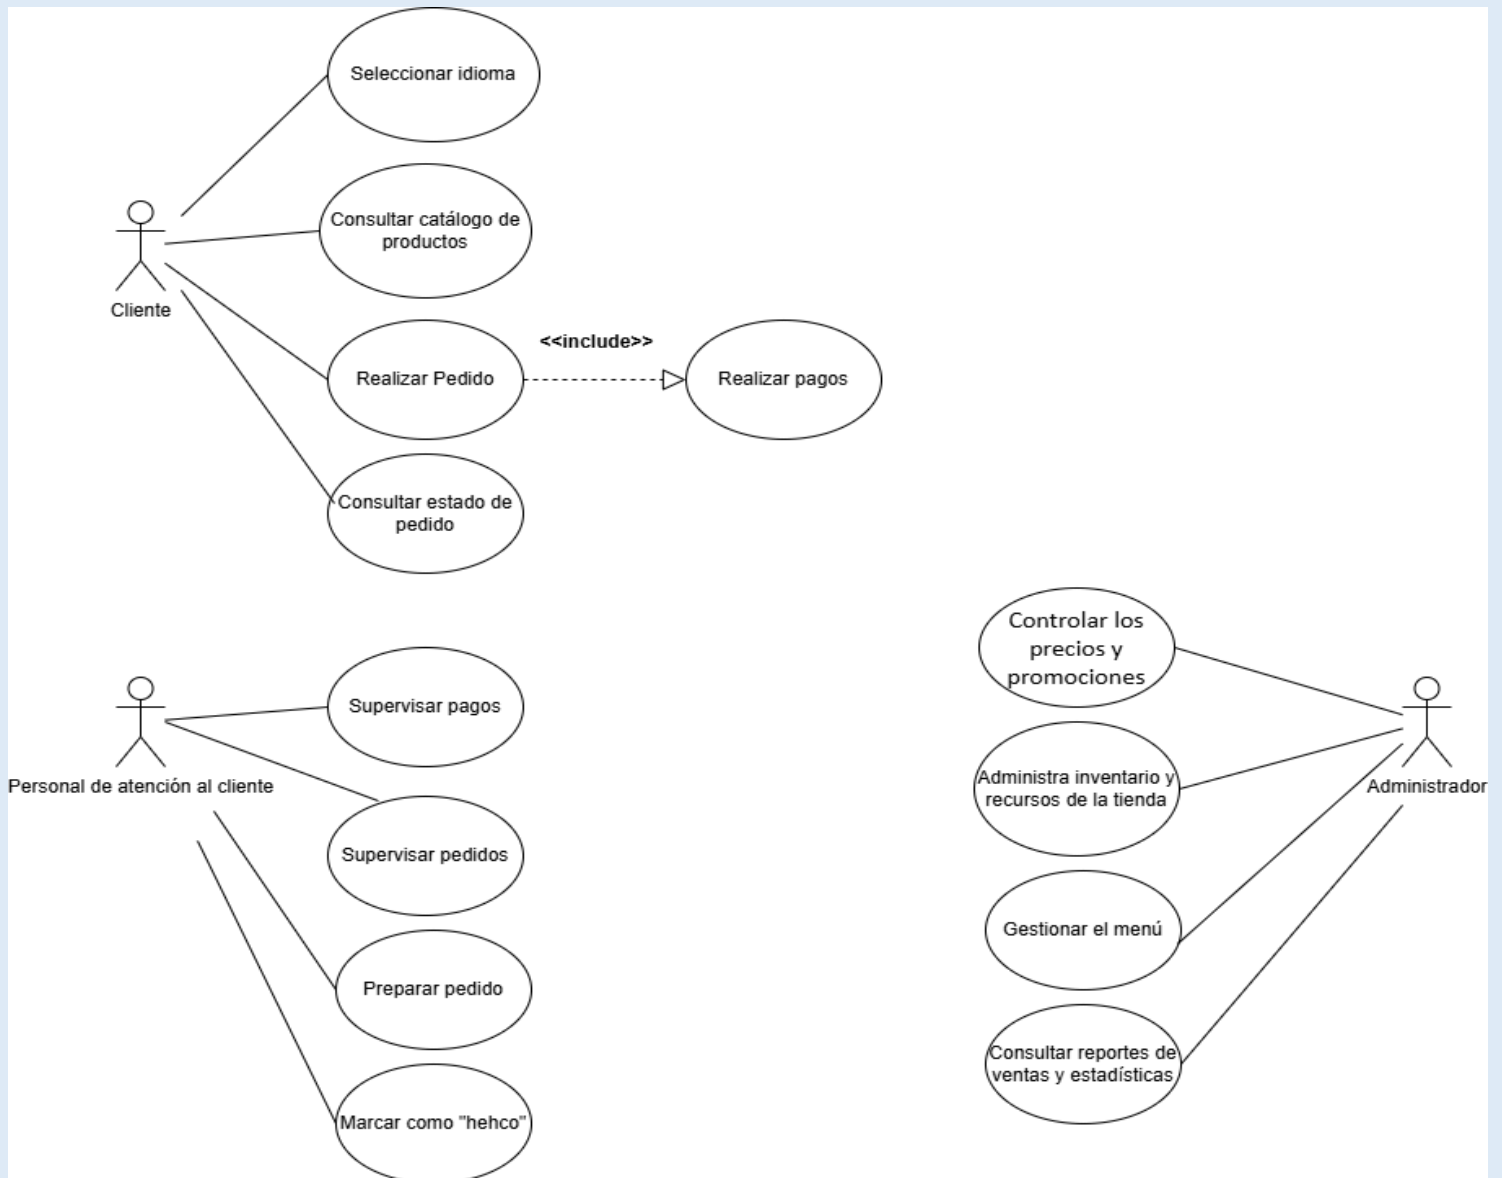 Seleccionar idioma
Consultar catálogo de
productos
Cliente
<<include>>
Realizar Pedido
Realizar pagos
Consultar estado de
pedido
Controlar los
precios y
promociones
Supervisar pagos
Personal de atención al cliente
Administra inventario y
recursos de la tienda
Administrador
Supervisar pedidos
Gestionar el menú
Preparar pedido
Consultar reportes de
ventas y estadísticas
Marcar como "hehco"